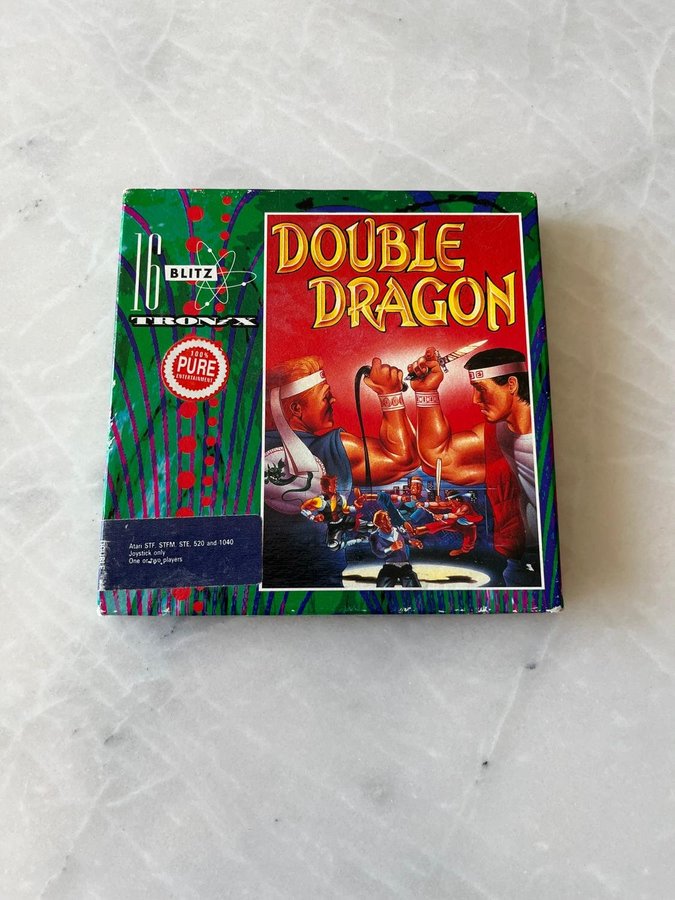 16
BLITZ
TRONIX
100%
PURE
ENTERTAINMENT
DOUBLE
DRAGON
Atari STF, STFM, STE, 520 and 1040
Joystick only
One or two players